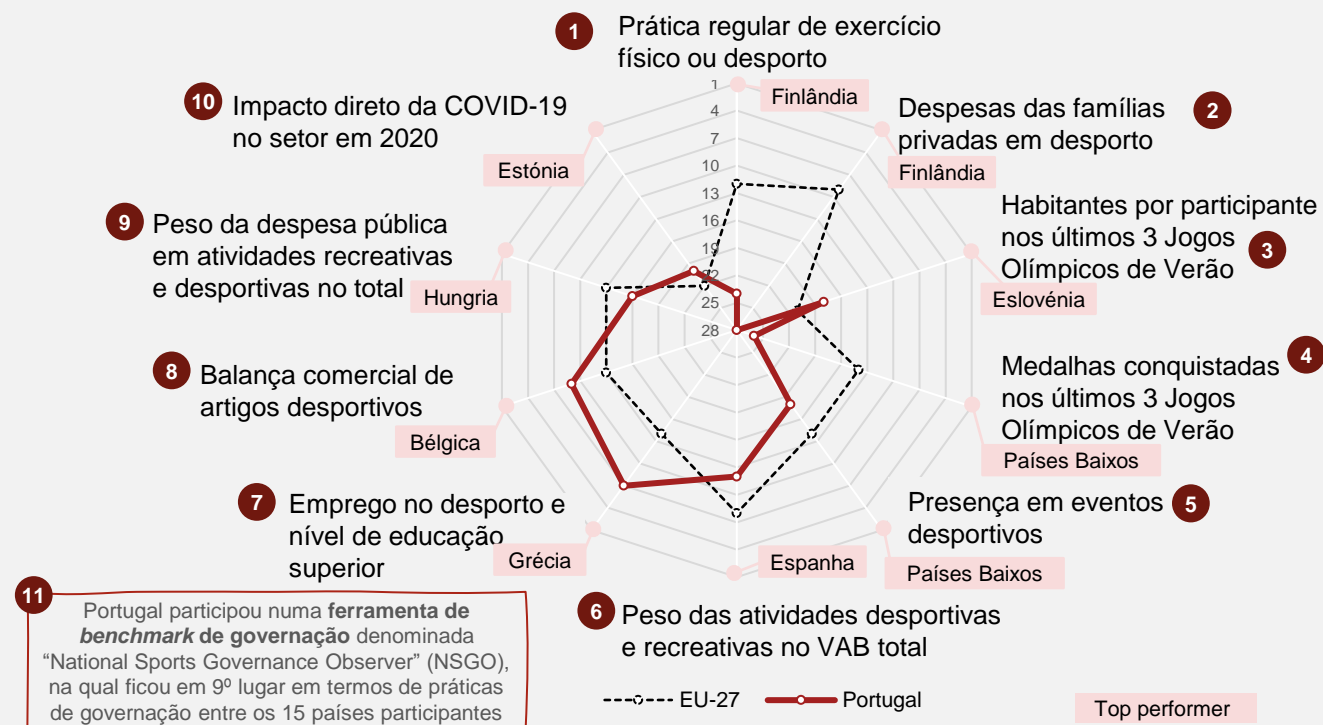 1
Prática regular de exercício
físico ou desporto
Finlândia
2
Despesas das famílias
privadas em desporto
Finlândia
3
Habitantes por participante
nos últimos 3 Jogos
Olímpicos de Verão
Eslovénia
4
Medalhas conquistadas
nos últimos 3 Jogos
Olímpicos de Verão
Países Baixos
5
Presença em eventos
desportivos
Países Baixos
6
Peso das atividades desportivas
e recreativas no VAB total
Espanha
7
Emprego no desporto e
nível de educação
superior
Grécia
8
Balança comercial de
artigos desportivos
Bélgica
9
Peso da despesa pública
em atividades recreativas
e desportivas no total
Hungria
10
Impacto direto da COVID-19
no setor em 2020
Estónia
1
4
7
10
13
16
19
22
25
28
11
Portugal participou numa ferramenta de
benchmark de governação denominada
“National Sports Governance Observer” (NSGO),
na qual ficou em 9º lugar em termos de práticas
de governação entre os 15 países participantes
EU-27
Portugal
Top performer